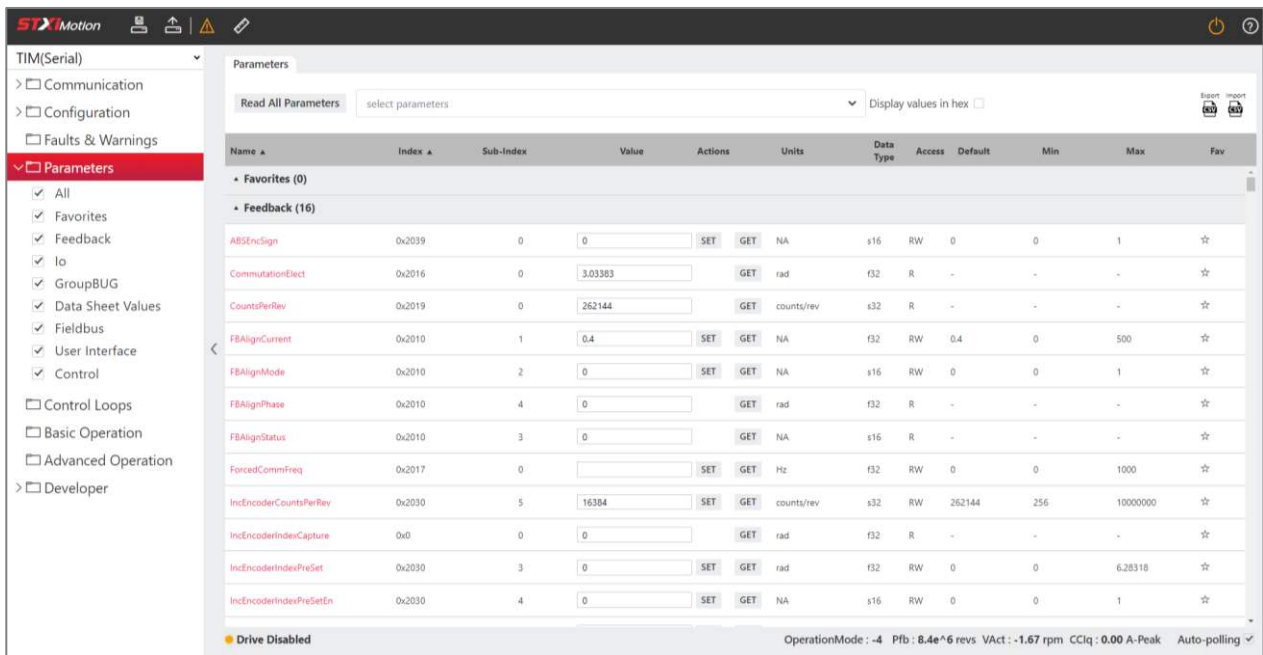 STXI Motion
TIM(Serial)
Communication
Configuration
Faults & Warnings
Parameters
All
Favorites
Feedback
Io
GroupBUG
Data Sheet Values
Fieldbus
User Interface
Control
Control Loops
Basic Operation
Advanced Operation
Developer
Parameters
Read All Parameters select parameters Display values in hex Export Import
CSV CSV
Name Index Sub-Index Value Actions Units Data Type Access Default Min Max Fav
Favorites (0)
Feedback (16)
ABSEncSign 0x2039 0 0 SET GET NA s16 RW 0 0 1
CommutationElect 0x2016 0 3.03383 GET rad f32 R - - -
CountsPerRev 0x2019 0 262144 GET counts/rev s32 R - - -
FBAlignCurrent 0x2010 1 0.4 SET GET NA f32 RW 0.4 0 500
FBAlignMode 0x2010 2 0 SET GET NA s16 RW 0 0 1
FBAlignPhase 0x2010 4 0 GET rad f32 R - - -
FBAlignStatus 0x2010 3 0 GET NA s16 R - - -
ForcedCommFreq 0x2017 0 SET GET Hz f32 RW 0 0 1000
IncEncoderCountsPerRev 0x2030 5 16384 SET GET counts/rev s32 RW 262144 256 10000000
IncEncoderIndexCapture 0x0 0 0 GET rad f32 R - - -
IncEncoderIndexPreSet 0x2030 3 0 SET GET rad f32 RW 0 0 6.28318
IncEncoderIndexPreSetEn 0x2030 4 0 SET GET NA s16 RW 0 0 1
Drive Disabled OperationMode : -4 Pfb : 8.4e^6 revs VAct : -1.67 rpm CCIq : 0.00 A-Peak Auto-polling